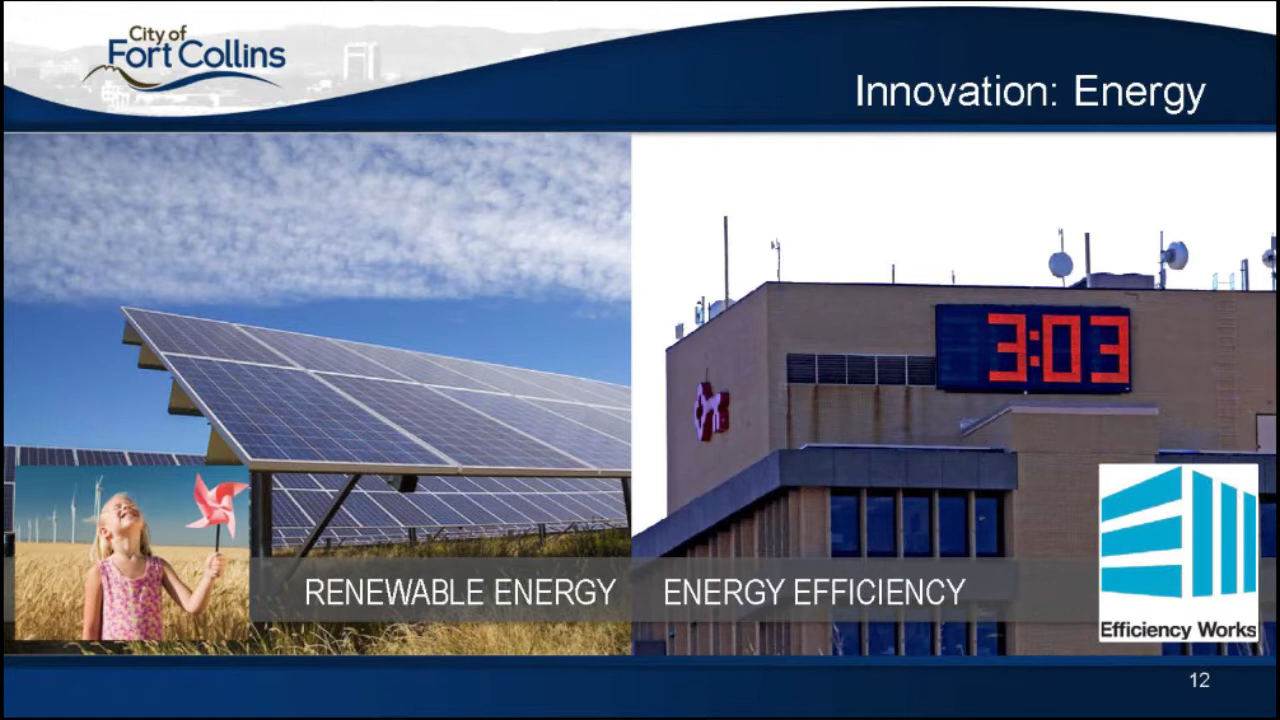 City of
Fort Collins
Innovation: Energy
3:03
RENEWABLE ENERGY
ENERGY EFFICIENCY
Efficiency Works
12